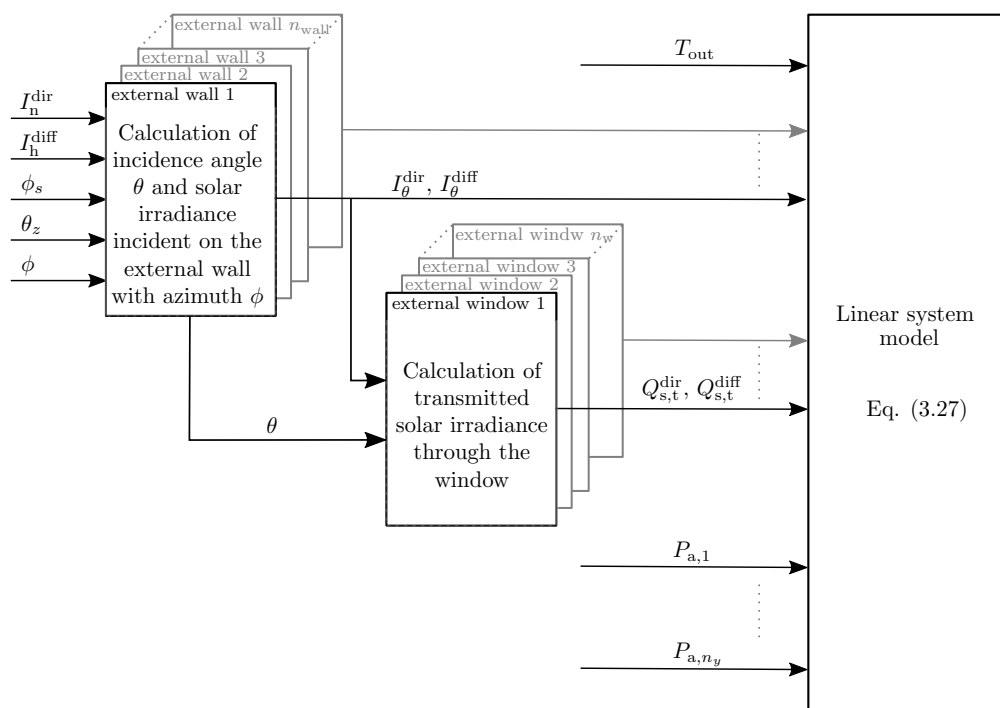 external wall n_wall
external wall 3
external wall 2
external wall 1
I_n^dir
I_h^diff
ϕ_s
θ_z
ϕ
Calculation of
incidence angle
θ and solar
irradiance
incident on the
external wall
with azimuth ϕ
T_out
I_θ^dir, I_θ^diff
external windw n_w
external window 3
external window 2
external window 1
Calculation of
transmitted
solar irradiance
through the
window
θ
Q_s,t^dir, Q_s,t^diff
Linear system
model
Eq. (3.27)
P_a,1
P_a,n_y